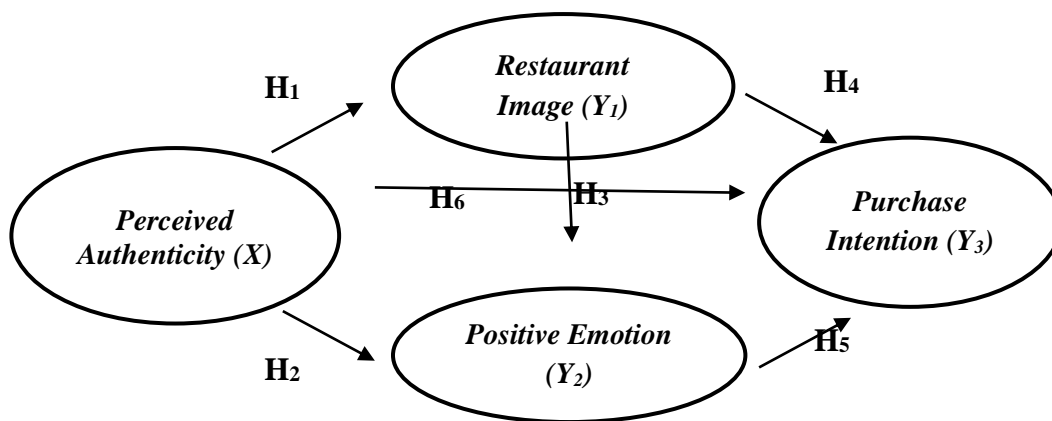 Restaurant
Image (Y1)
H1
H4
Perceived
Authenticity (X)
H6
H3
Purchase
Intention (Y3)
Positive Emotion
(Y2)
H2
H5